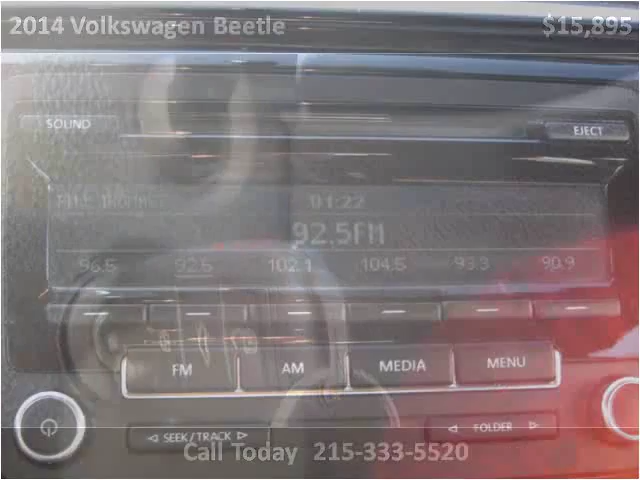 2014 Volkswagen Beetle $15,895
SOUND EJECT
01:22
92.5FM
96.5 92.5 102.1 104.5 93.3 90.9
FM AM MEDIA MENU
SEEK/TRACK FOLDER
Call Today 215-333-5520